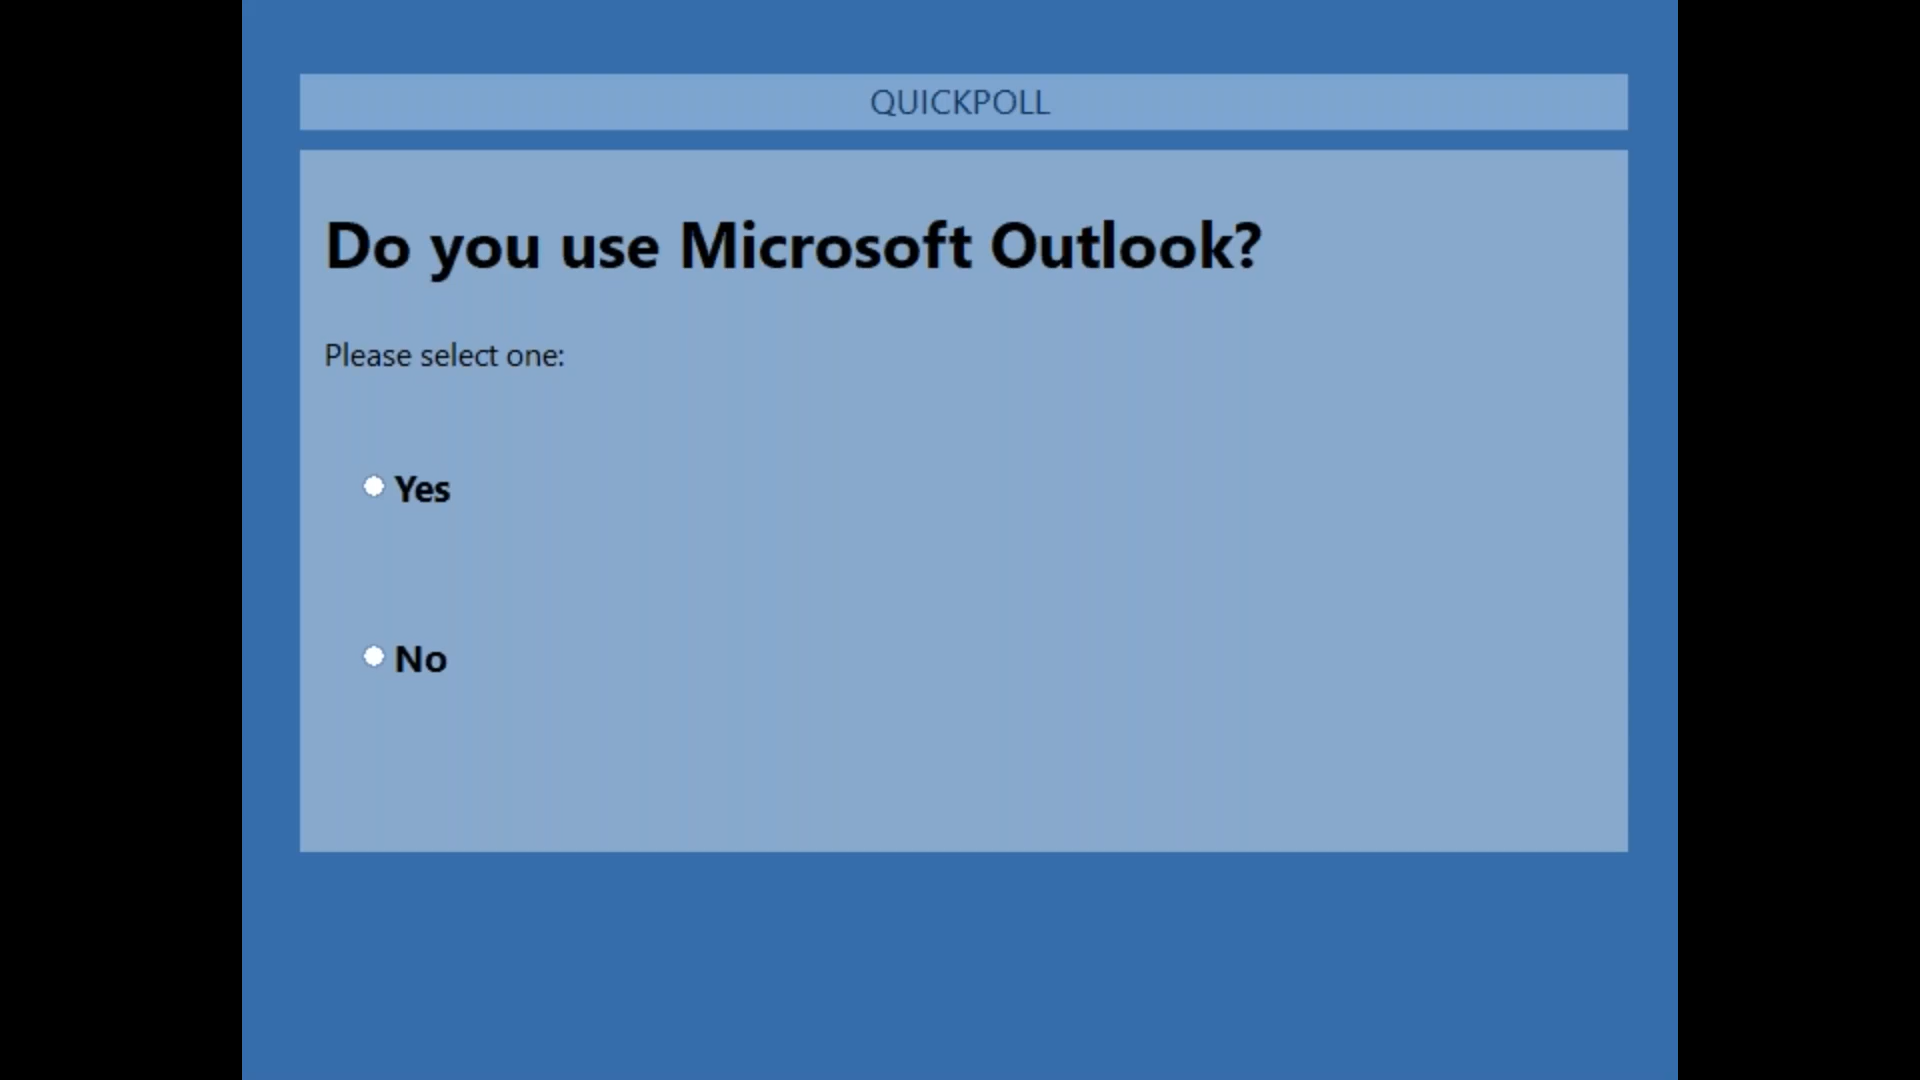 QUICKPOLL
Do you use Microsoft Outlook?
Please select one:
Yes
No